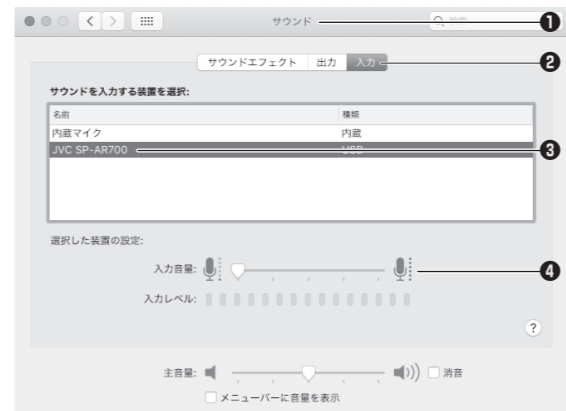 サウンド
検索
❶
サウンドエフェクト 出力 入力
❷
サウンドを入力する装置を選択:
名前 種類
内蔵マイク 内蔵
JVC SP-AR700 USB
❸
選択した装置の設定:
入力音量:
❹
入力レベル:
?
主音量: 消音
メニューバーに音量を表示